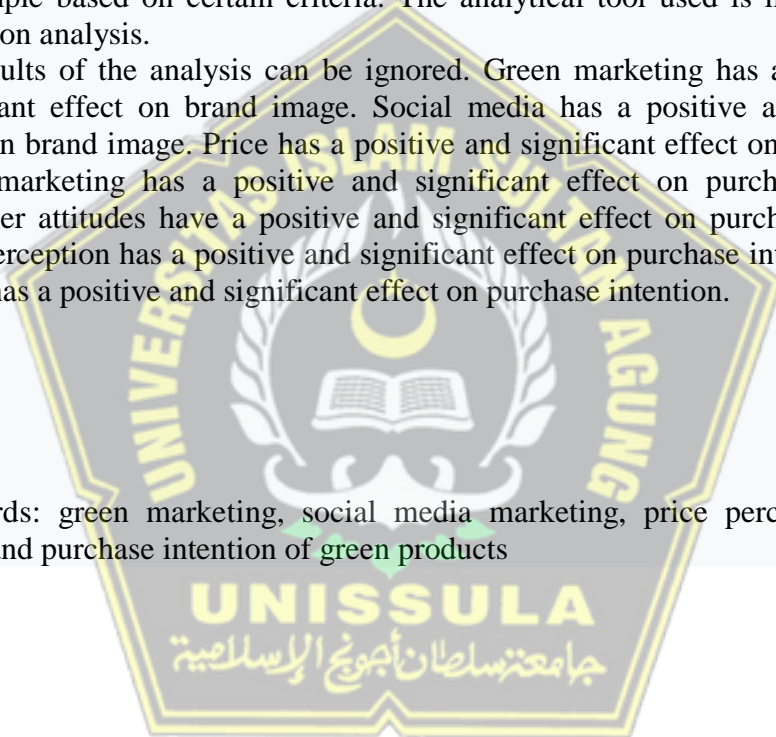 ple based on certain criteria. The analytical tool used is
on analysis.
ults of the analysis can be ignored. Green marketing has a
ant effect on brand image. Social media has a positive a
n brand image. Price has a positive and significant effect on
marketing has a positive and significant effect on purch
er attitudes have a positive and significant effect on purch
erception has a positive and significant effect on purchase in
has a positive and significant effect on purchase intention.
rds: green marketing, social media marketing, price perc
and purchase intention of green products
UNIVERSITAS ISLAM SULTAN AGUNG
UNISSULA
جامعة سلطان أجونج الإسلامية